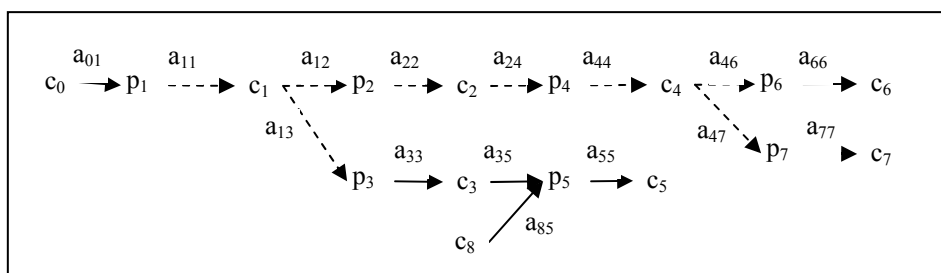 a₀₁ a₁₁ a₁₂ a₂₂ a₂₄ a₄₄ a₄₆ a₆₆
c₀ p₁ c₁ p₂ c₂ p₄ c₄ p₆ c₆
a₁₃ a₃₃ a₃₅ a₅₅ a₄₇ a₇₇
p₇ c₇
p₃ c₃ p₅ c₅
a₈₅
c₈